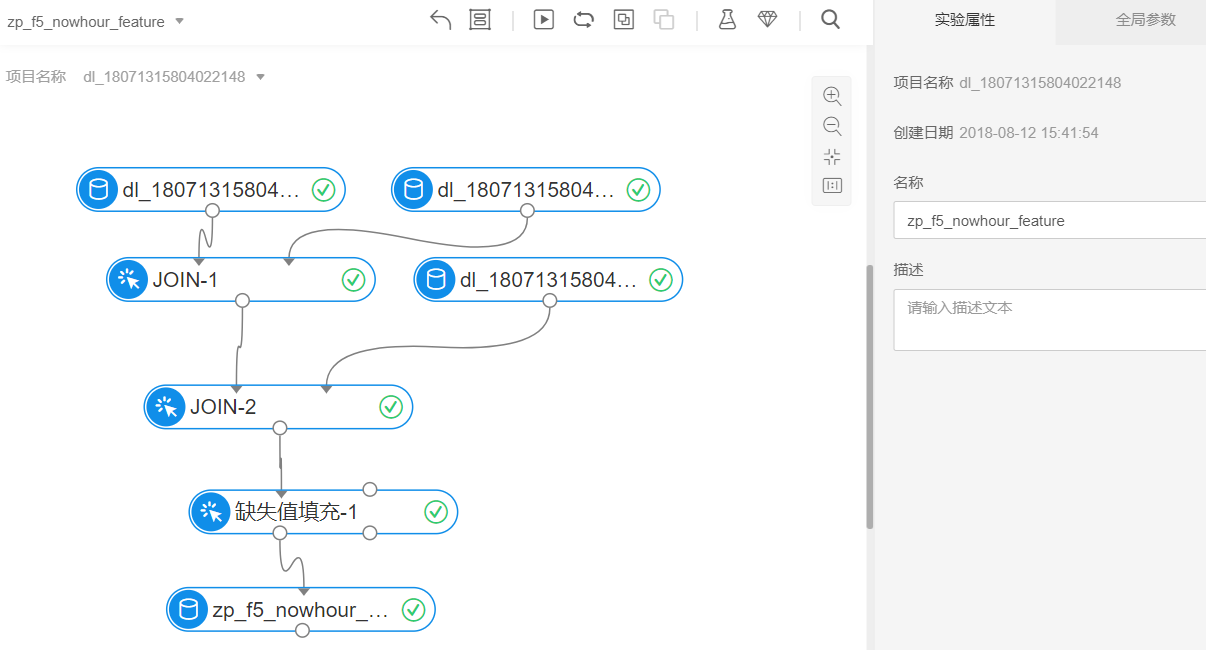 zp_f5_nowhour_feature
实验属性
全局参数
项目名称 dl_18071315804022148
项目名称 dl_18071315804022148
创建日期 2018-08-12 15:41:54
dl_18071315804...
dl_18071315804...
名称
zp_f5_nowhour_feature
JOIN-1
dl_18071315804...
描述
请输入描述文本
JOIN-2
缺失值填充-1
zp_f5_nowhour_...